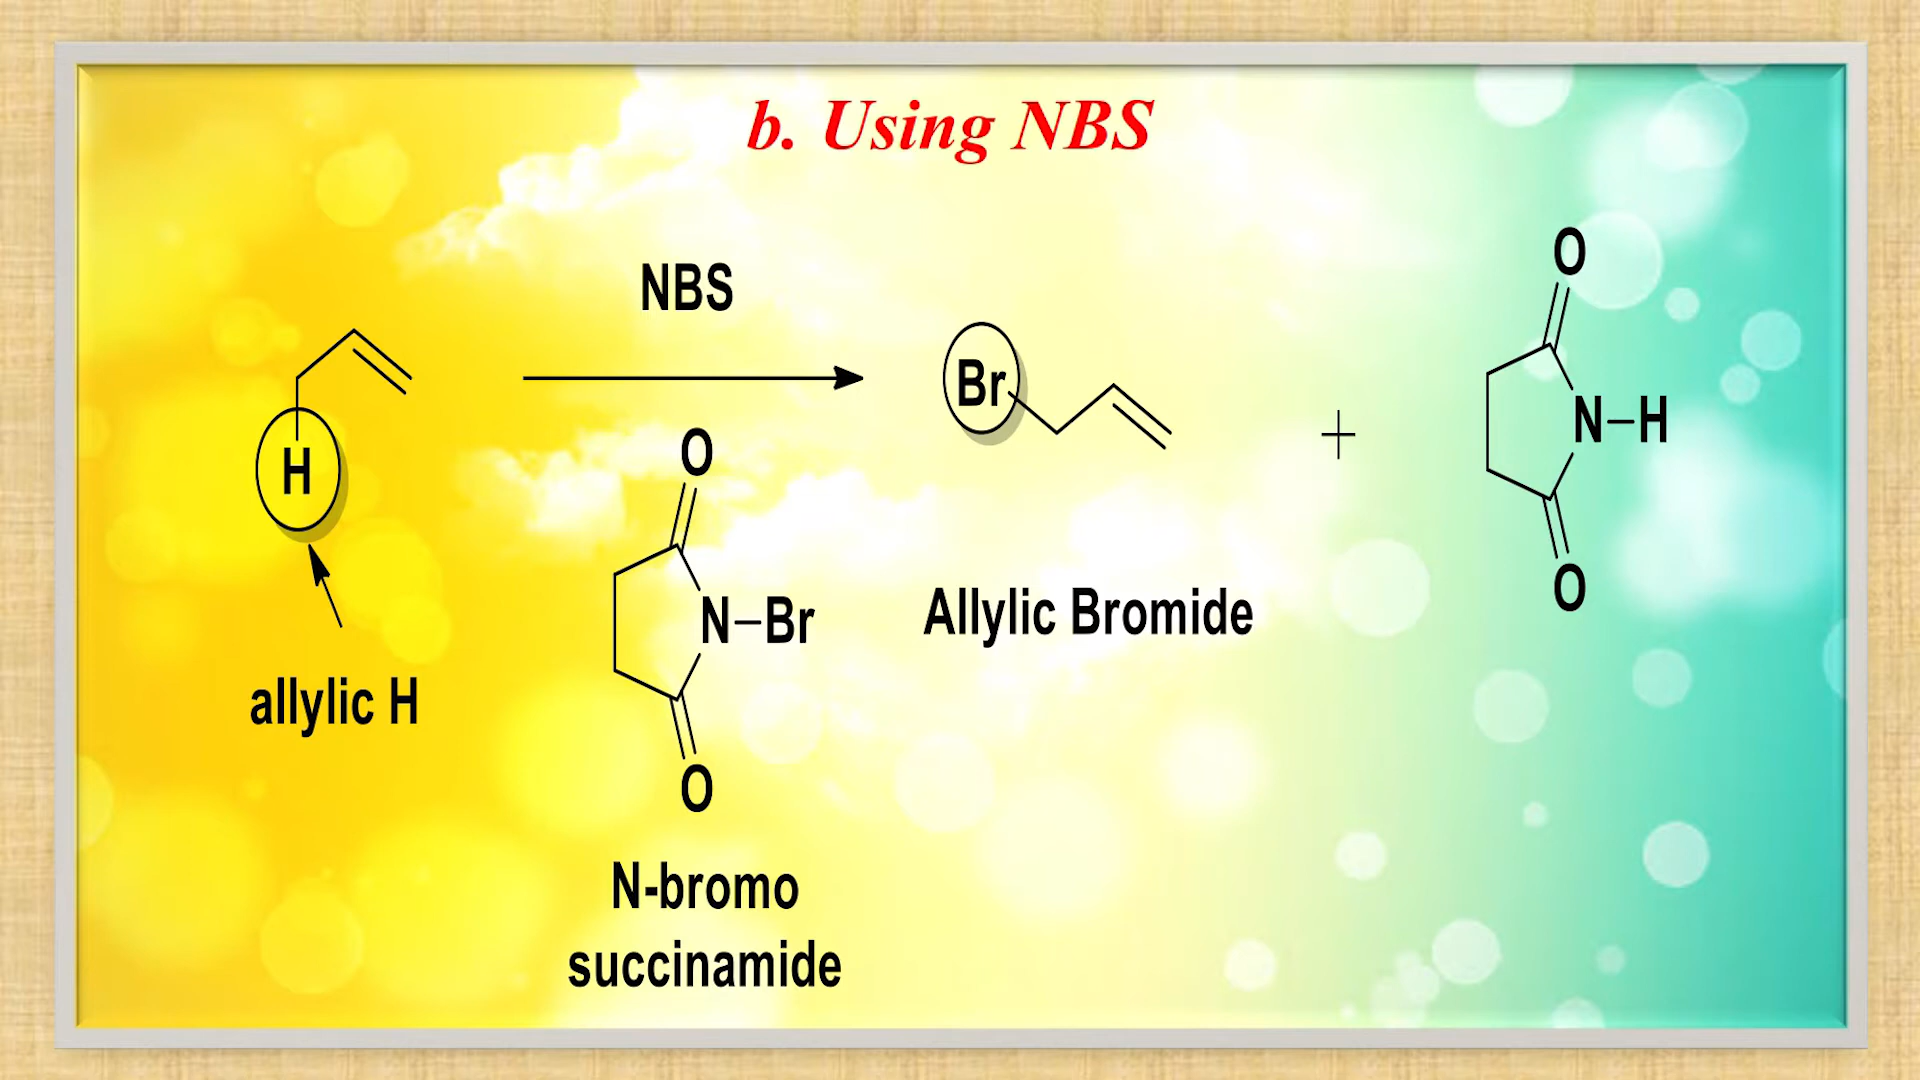 b. Using NBS
NBS
H
allylic H
O
N–Br
O
N-bromo
succinamide
Br
Allylic Bromide
+
O
N–H
O